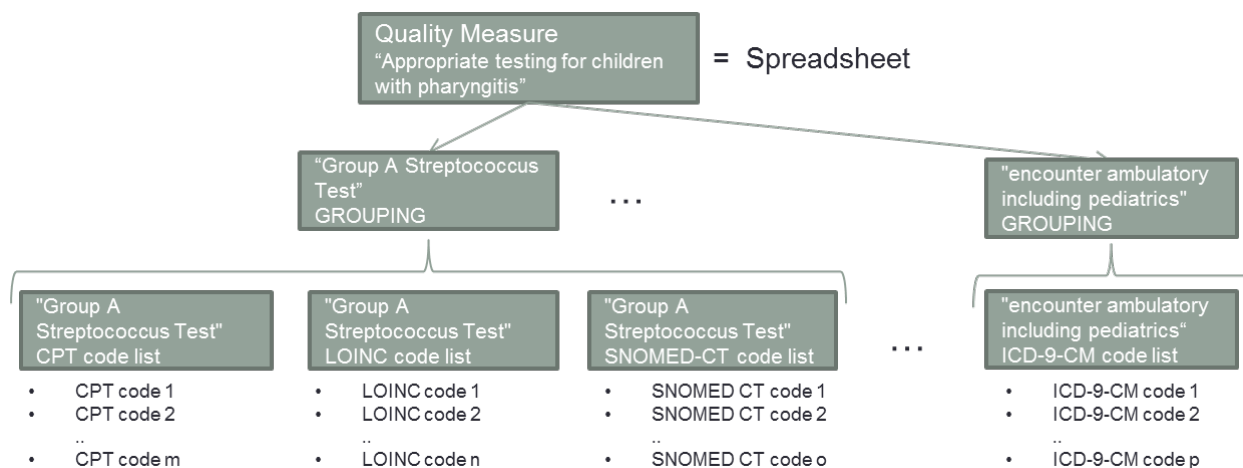 Quality Measure
“Appropriate testing for children
with pharyngitis”
= Spreadsheet
“Group A Streptococcus
Test”
GROUPING
...
"encounter ambulatory
including pediatrics"
GROUPING
"Group A
Streptococcus Test"
CPT code list
"Group A
Streptococcus Test"
LOINC code list
"Group A
Streptococcus Test"
SNOMED-CT code list
...
"encounter ambulatory
including pediatrics“
ICD-9-CM code list
• CPT code 1
• CPT code 2
..
• CPT code m
• LOINC code 1
• LOINC code 2
..
• LOINC code n
• SNOMED CT code 1
• SNOMED CT code 2
..
• SNOMED CT code o
• ICD-9-CM code 1
• ICD-9-CM code 2
..
• ICD-9-CM code p